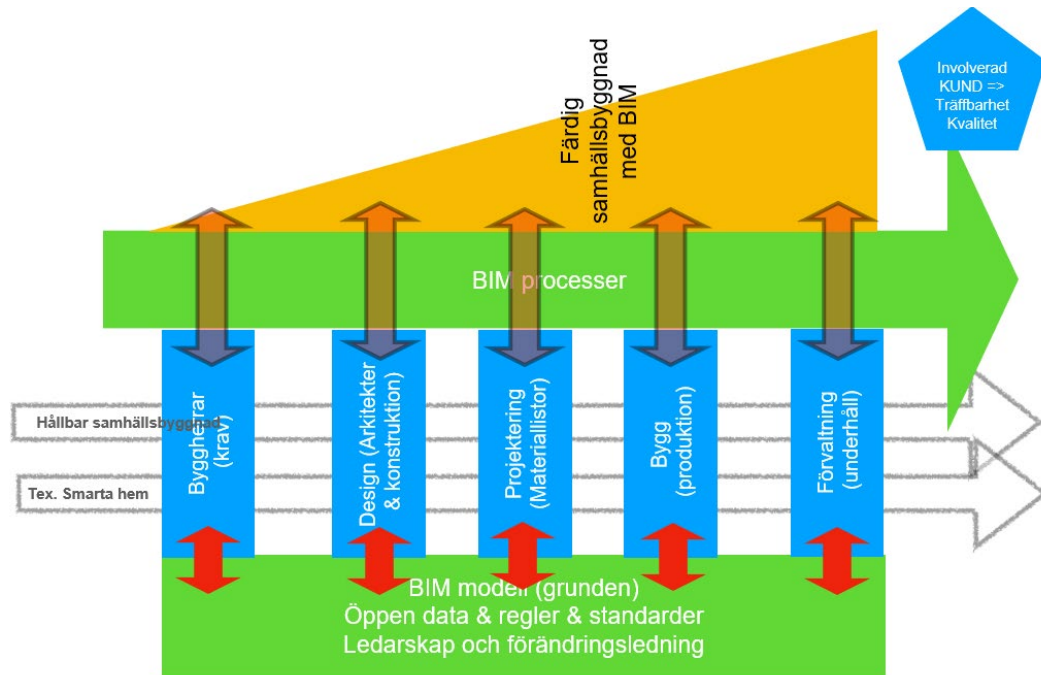 Involverad
KUND =>
Träffbarhet
Kvalitet
Färdig
samhällsbyggnad
med BIM
BIM processer
Hållbar samhällsbyggnad
Tex. Smarta hem
Byggherrar
(krav)
Design (Arkitekter
& konstruktion)
Projektering
(Materiallistor)
Bygg
(produktion)
Förvaltning
(underhåll)
BIM modell (grunden)
Öppen data & regler & standarder
Ledarskap och förändringsledning